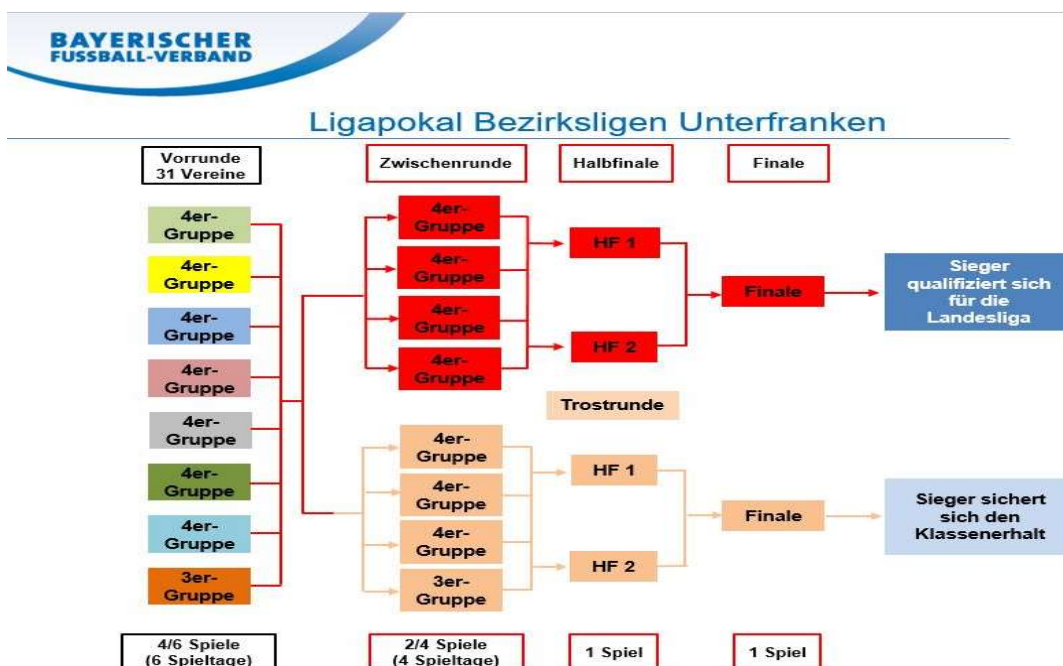 BAYERISCHER
FUSSBALL-VERBAND
Ligapokal Bezirksligen Unterfranken
Vorrunde
31 Vereine
Zwischenrunde
Halbfinale
Finale
4er-
Gruppe
4er-
Gruppe
4er-
Gruppe
4er-
Gruppe
4er-
Gruppe
4er-
Gruppe
4er-
Gruppe
3er-
Gruppe
4er-
Gruppe
4er-
Gruppe
4er-
Gruppe
4er-
Gruppe
HF 1
HF 2
Finale
Sieger
qualifiziert sich
für die
Landesliga
Trostrunde
4er-
Gruppe
4er-
Gruppe
4er-
Gruppe
3er-
Gruppe
HF 1
HF 2
Finale
Sieger sichert
sich den
Klassenerhalt
4/6 Spiele
(6 Spieltage)
2/4 Spiele
(4 Spieltage)
1 Spiel
1 Spiel